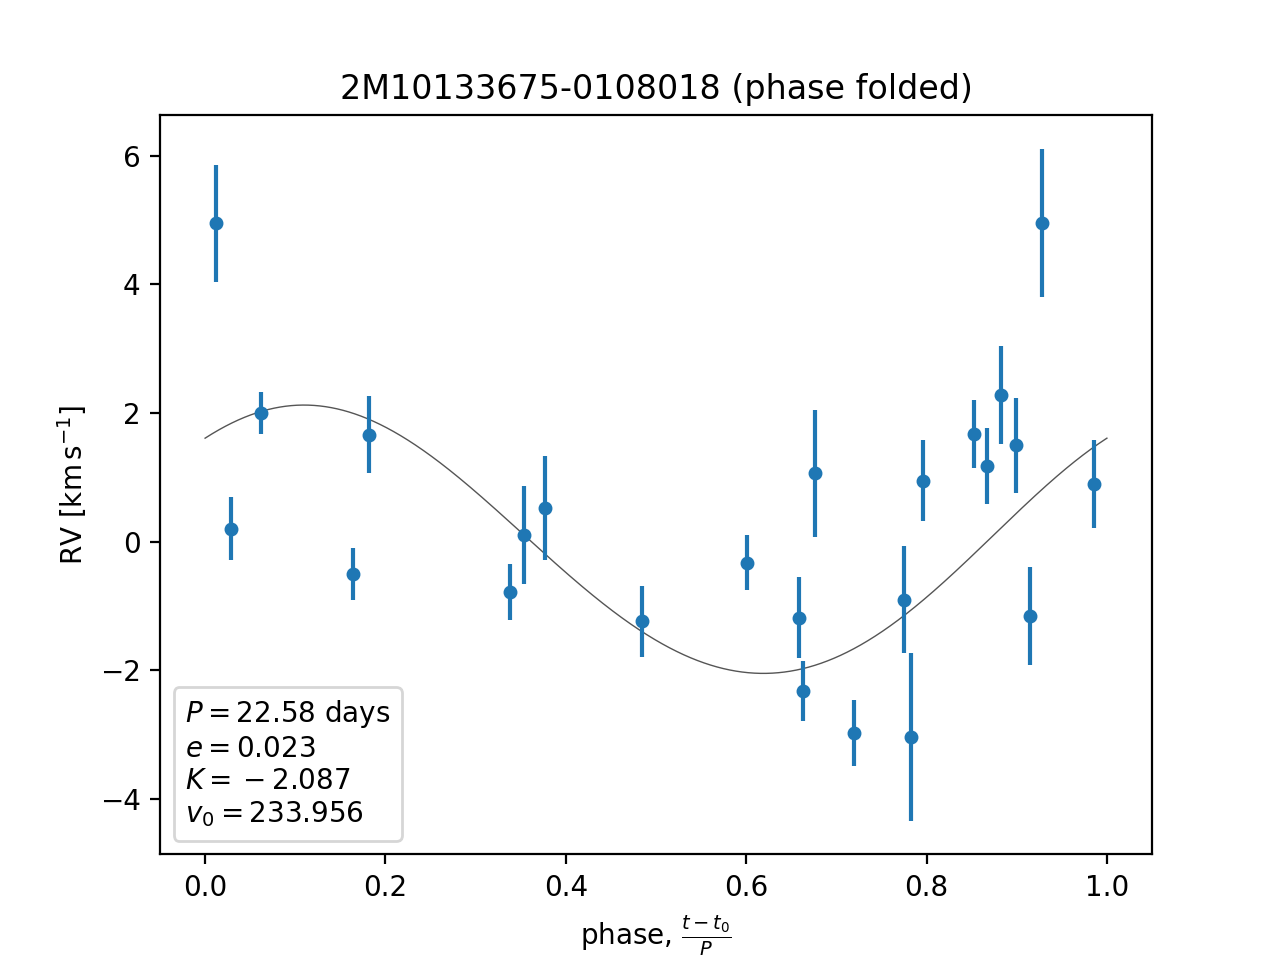 2M10133675-0108018 (phase folded)
6
4
2
0
−2
−4
RV [km s⁻¹]
P = 22.58 days
e = 0.023
K = −2.087
v₀ = 233.956
0.0 0.2 0.4 0.6 0.8 1.0
phase, (t − t₀)/P